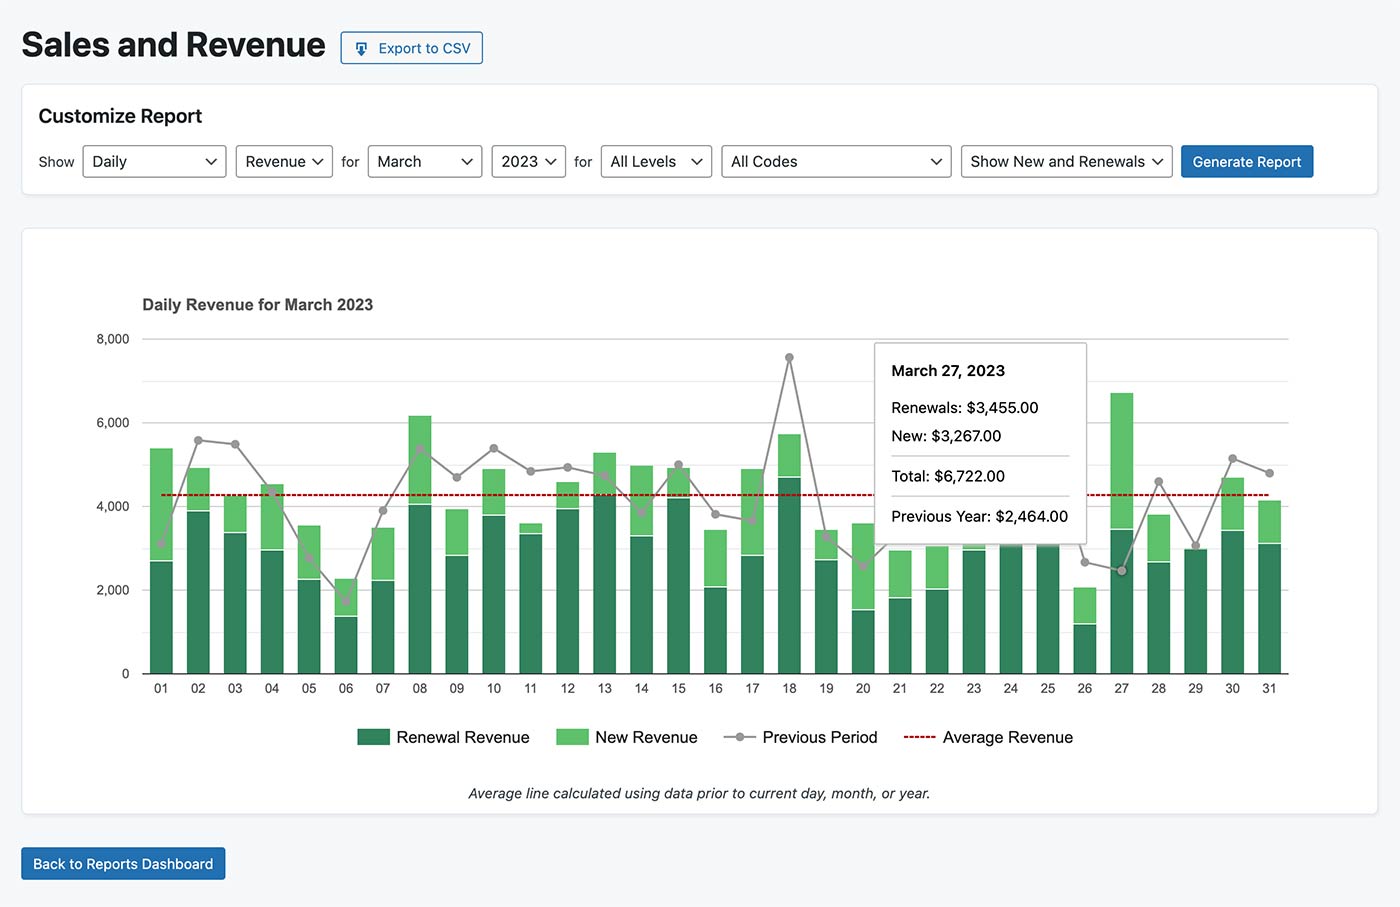 Sales and Revenue Export to CSV
Customize Report
Show Daily Revenue for March 2023 for All Levels All Codes Show New and Renewals Generate Report
Daily Revenue for March 2023
8,000
6,000
4,000
2,000
0
March 27, 2023
Renewals: $3,455.00
New: $3,267.00
Total: $6,722.00
Previous Year: $2,464.00
01 02 03 04 05 06 07 08 09 10 11 12 13 14 15 16 17 18 19 20 21 22 23 24 25 26 27 28 29 30 31
Renewal Revenue New Revenue Previous Period Average Revenue
Average line calculated using data prior to current day, month, or year.
Back to Reports Dashboard